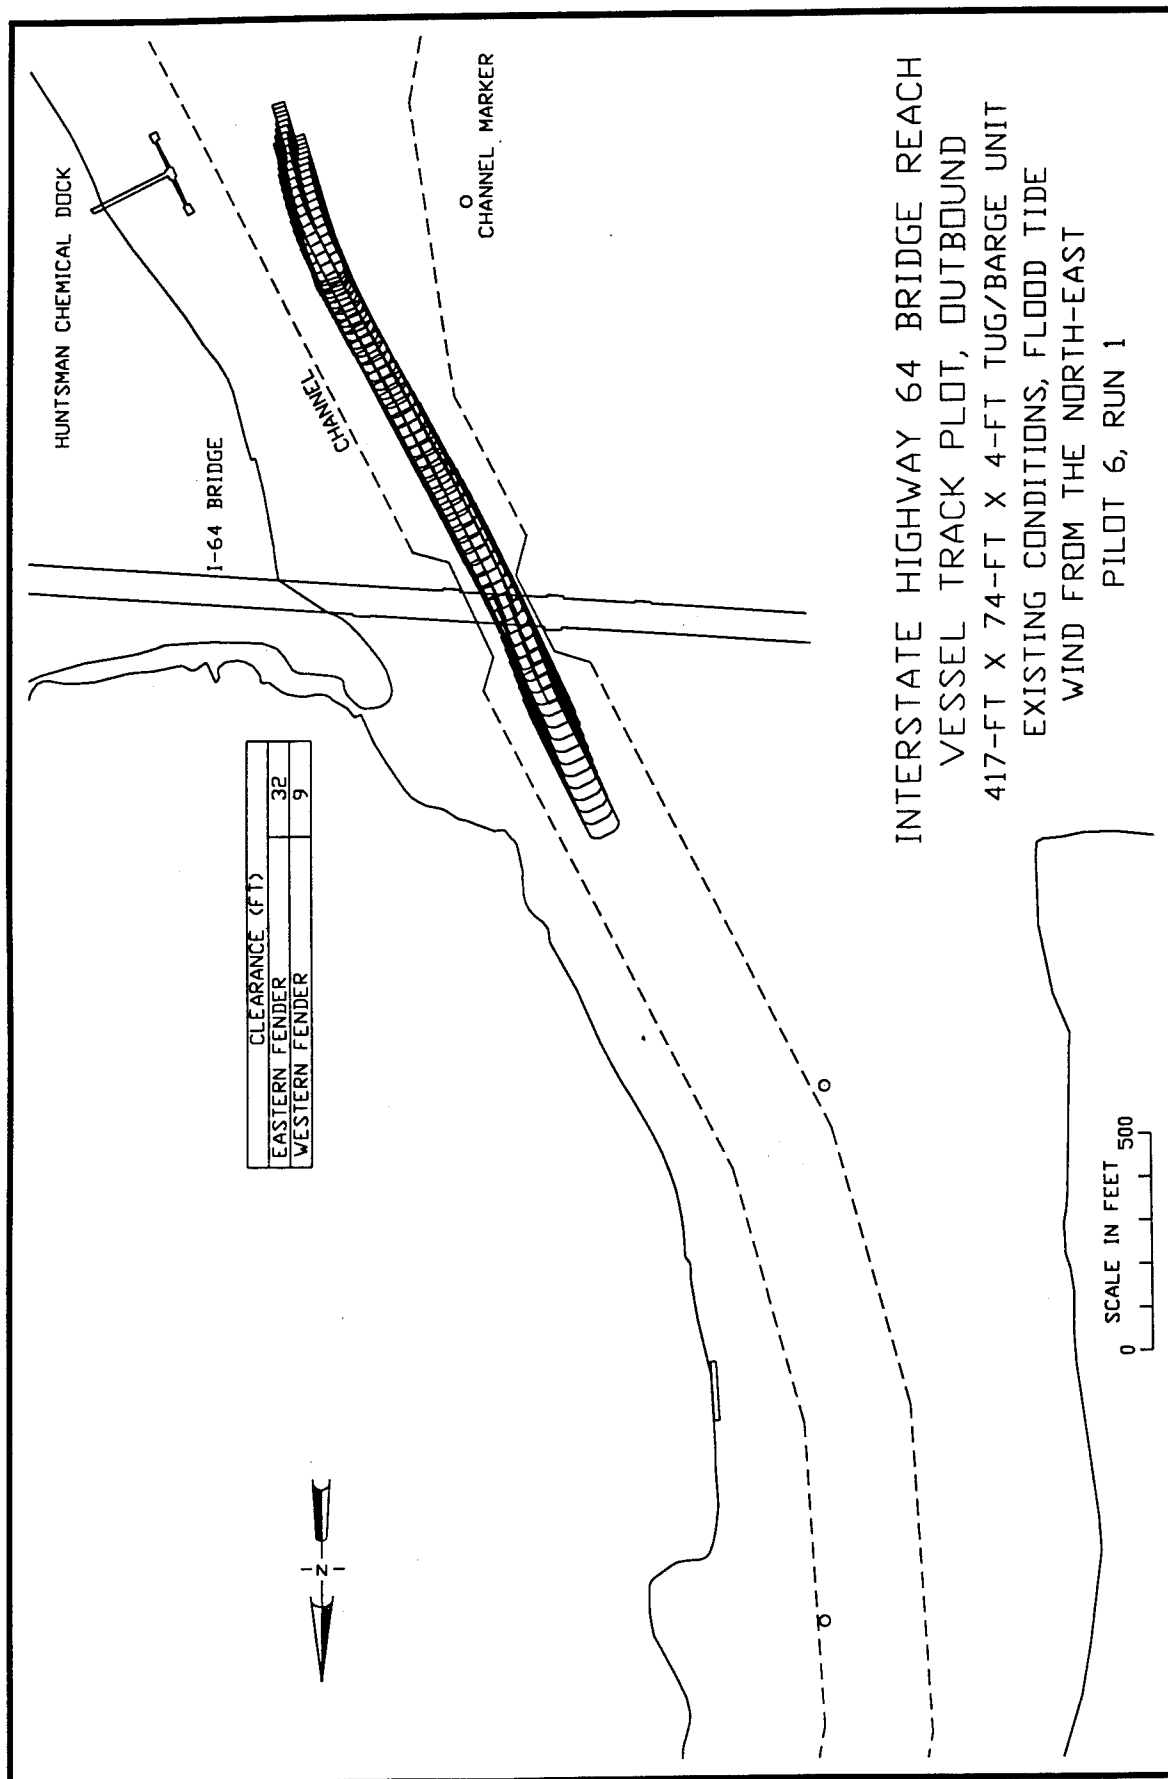 HUNTSMAN CHEMICAL DOCK
CHANNEL MARKER
CHANNEL
I-64 BRIDGE
CLEARANCE (FT)
EASTERN FENDER 32
WESTERN FENDER 9
N
SCALE IN FEET
0 500
INTERSTATE HIGHWAY 64 BRIDGE REACH
VESSEL TRACK PLOT, OUTBOUND
417-FT X 74-FT X 4-FT TUG/BARGE UNIT
EXISTING CONDITIONS, FLOOD TIDE
WIND FROM THE NORTH-EAST
PILOT 6, RUN 1